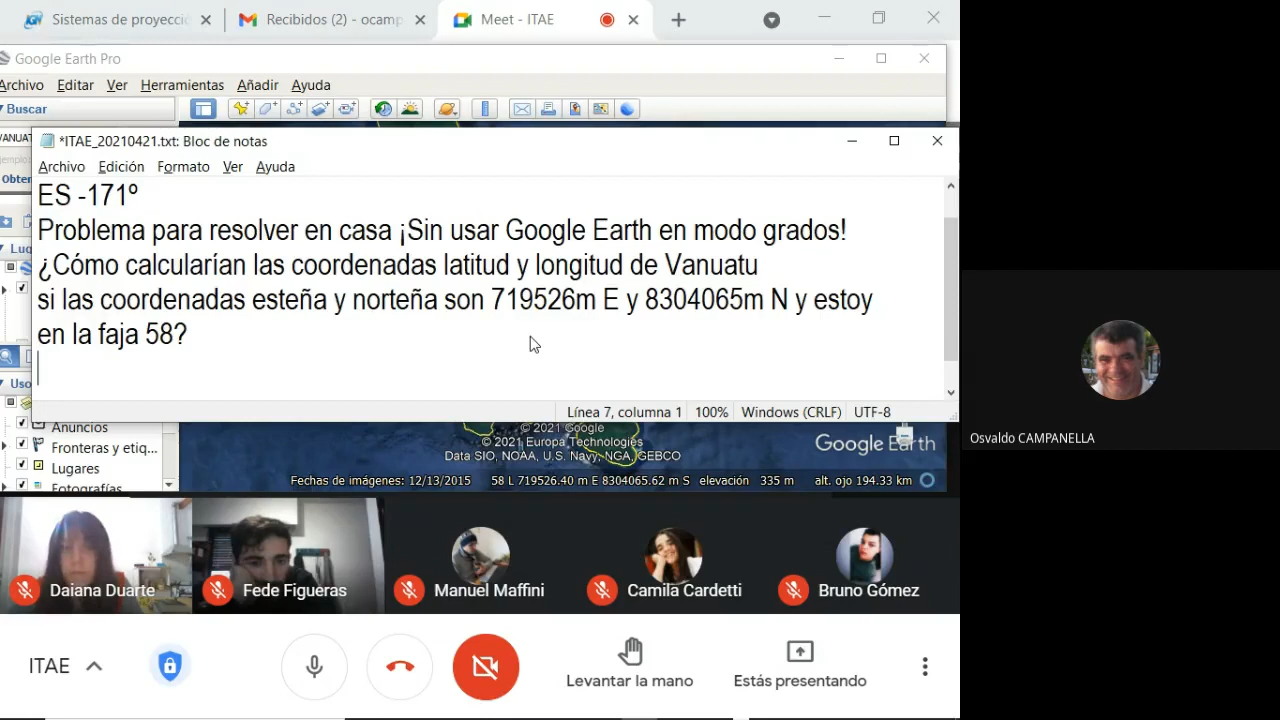 Sistemas de proyecció
Recibidos (2) - ocamp
Meet - ITAE
Google Earth Pro
Archivo Editar Ver Herramientas Añadir Ayuda
Buscar
VANUAT
*ITAE_20210421.txt: Bloc de notas
Archivo Edición Formato Ver Ayuda
ejemplo
Obten
ES -171º
Problema para resolver en casa ¡Sin usar Google Earth en modo grados!
¿Cómo calcularían las coordenadas latitud y longitud de Vanuatu
si las coordenadas esteña y norteña son 719526m E y 8304065m N y estoy
en la faja 58?
Lug
Uso
Línea 7, columna 1 100% Windows (CRLF) UTF-8
Anuncios
Fronteras y etiq...
Lugares
Fotografías
© 2021 Google
© 2021 Europa Technologies
Data SIO, NOAA, U.S. Navy, NGA, GEBCO
Google Earth
Fechas de imágenes: 12/13/2015 58 L 719526.40 m E 8304065.62 m S elevación 335 m alt. ojo 194.33 km
Osvaldo CAMPANELLA
Daiana Duarte
Fede Figueras
Manuel Maffini
Camila Cardetti
Bruno Gómez
ITAE
Levantar la mano
Estás presentando